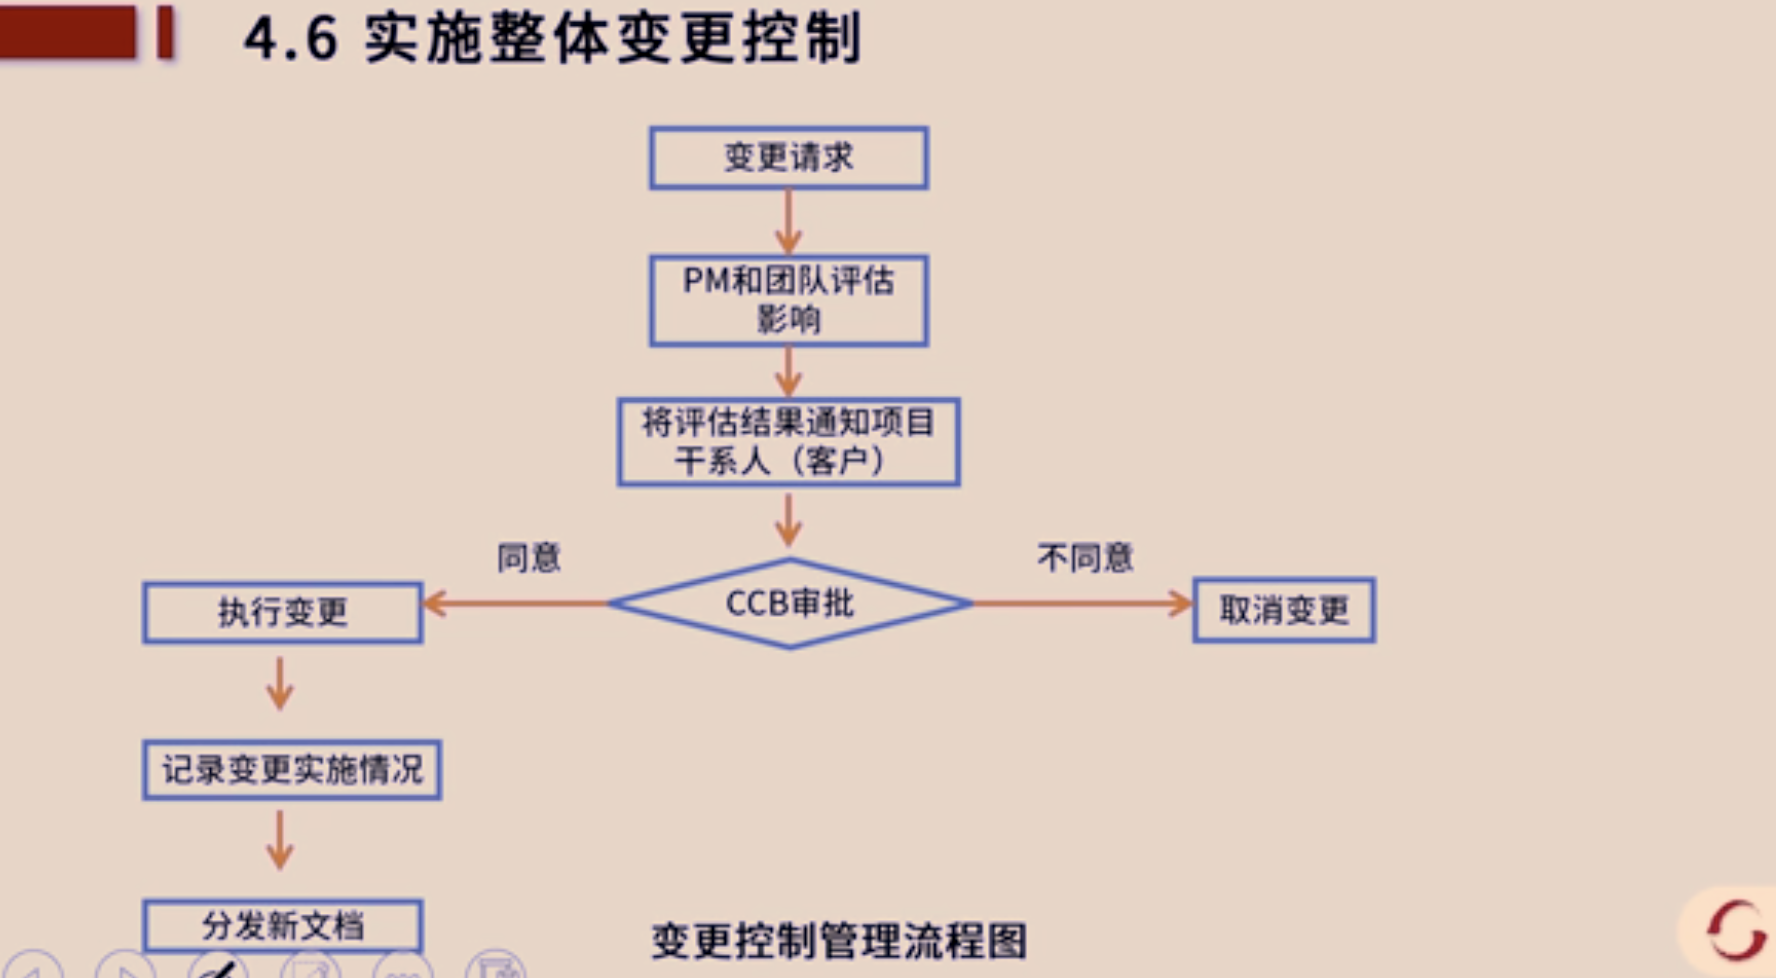 4.6 实施整体变更控制
变更请求
PM和团队评估
影响
将评估结果通知项目
干系人（客户）
同意
不同意
CCB审批
执行变更
取消变更
记录变更实施情况
分发新文档
变更控制管理流程图